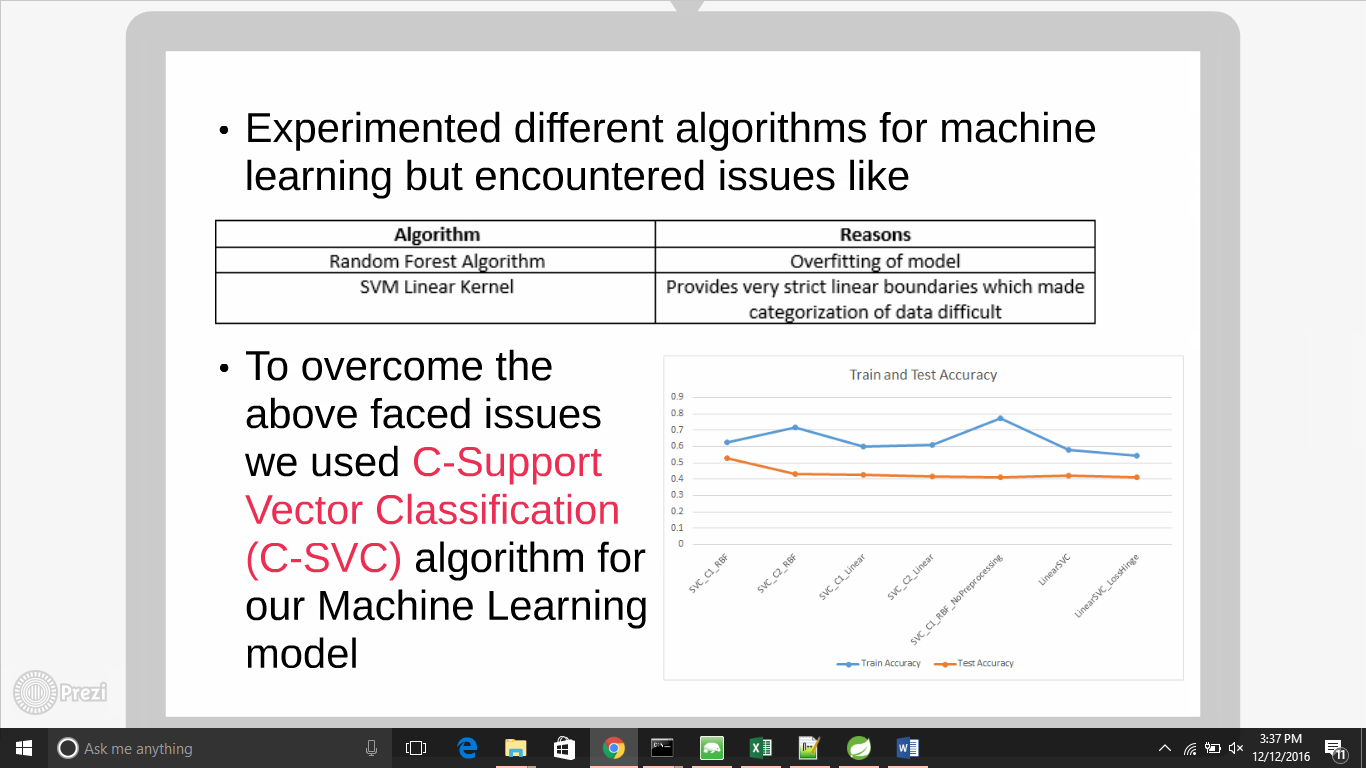 • Experimented different algorithms for machine
learning but encountered issues like
Algorithm Reasons
Random Forest Algorithm Overfitting of model
SVM Linear Kernel Provides very strict linear boundaries which made
categorization of data difficult
• To overcome the
above faced issues
we used C-Support
Vector Classification
(C-SVC) algorithm for
our Machine Learning
model
Train and Test Accuracy
0.9
0.8
0.7
0.6
0.5
0.4
0.3
0.2
0.1
0
SVC_C1_RBF
SVC_C2_RBF
SVC_C1_Linear
SVC_C2_Linear
SVC_C1_RBF_NoPreprocessing
LinearSVC
LinearSVC_LossHinge
Train Accuracy Test Accuracy
Prezi
Ask me anything
3:37 PM
12/12/2016
11